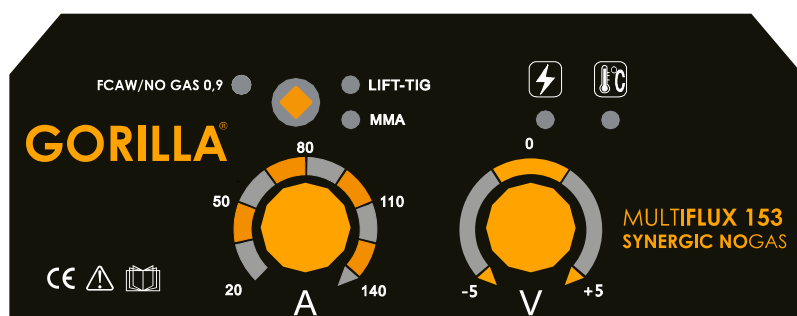 FCAW/NO GAS 0,9
LIFT-TIG
MMA
°C
GORILLA®
80
50
110
20
140
A
0
-5
+5
V
MULTIFLUX 153
SYNERGIC NOGAS
CE